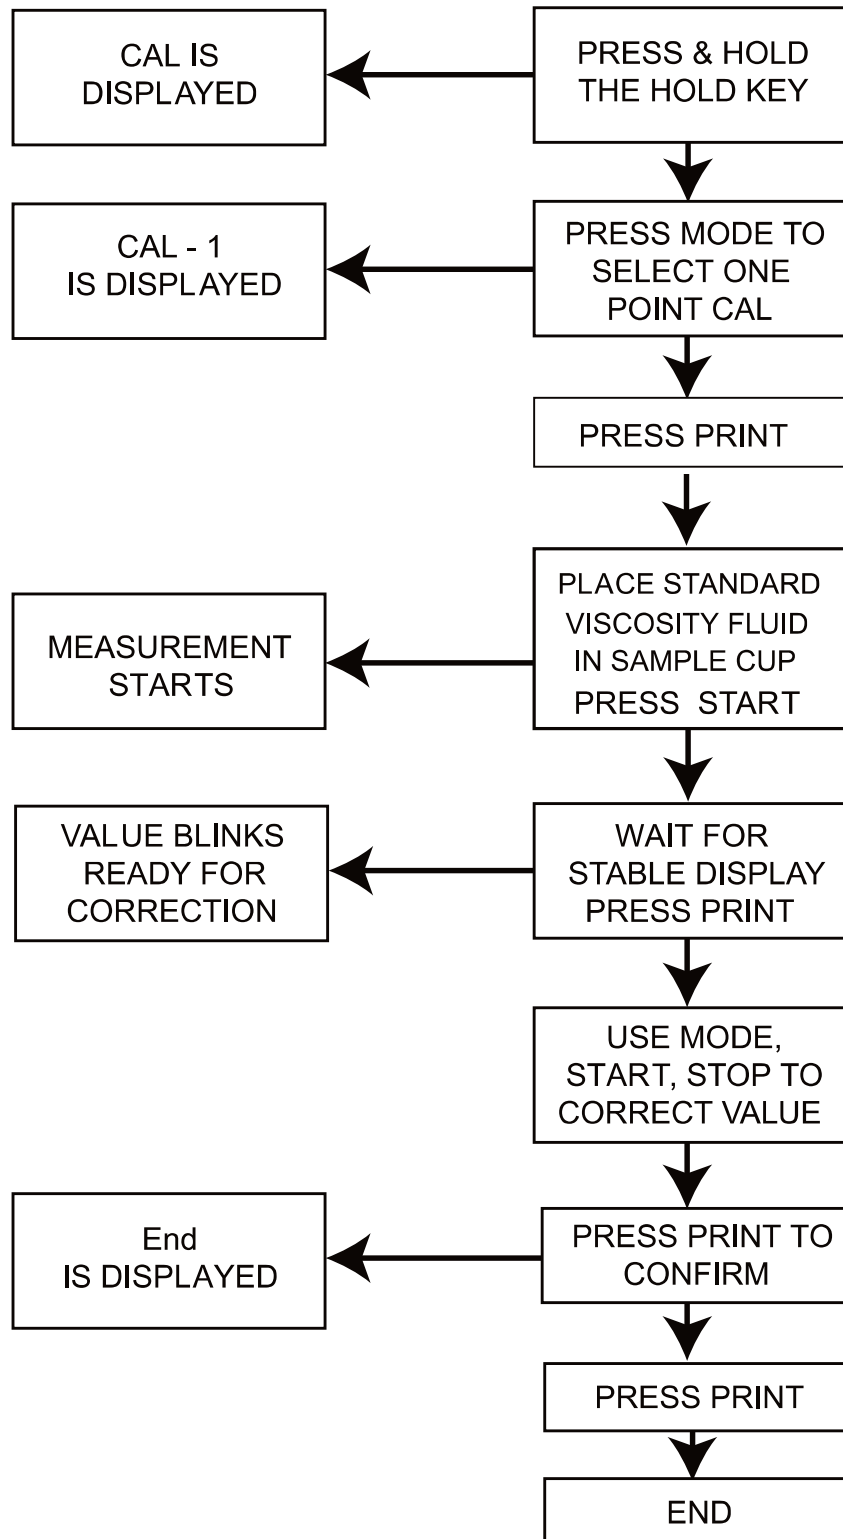 CAL IS
DISPLAYED
PRESS & HOLD
THE HOLD KEY
CAL - 1
IS DISPLAYED
PRESS MODE TO
SELECT ONE
POINT CAL
PRESS PRINT
MEASUREMENT
STARTS
PLACE STANDARD
VISCOSITY FLUID
IN SAMPLE CUP
PRESS START
VALUE BLINKS
READY FOR
CORRECTION
WAIT FOR
STABLE DISPLAY
PRESS PRINT
USE MODE,
START, STOP TO
CORRECT VALUE
End
IS DISPLAYED
PRESS PRINT TO
CONFIRM
PRESS PRINT
END